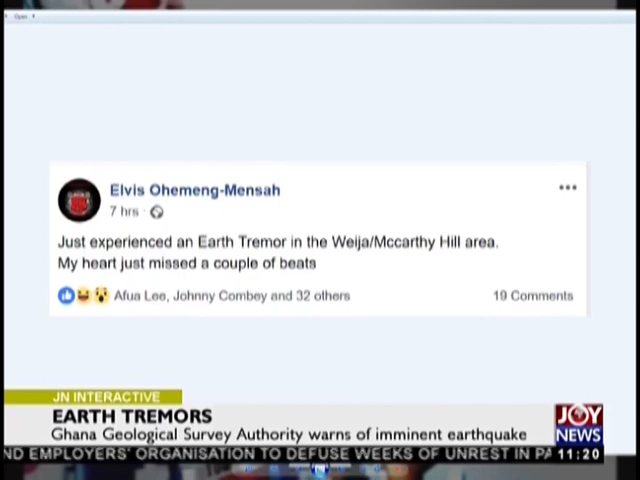 Open
Elvis Ohemeng-Mensah
7 hrs
Just experienced an Earth Tremor in the Weija/Mccarthy Hill area.
My heart just missed a couple of beats
Afua Lee, Johnny Combey and 32 others
19 Comments
JN INTERACTIVE
EARTH TREMORS
Ghana Geological Survey Authority warns of imminent earthquake
JOY
NEWS
ND EMPLOYERS' ORGANISATION TO DEFUSE WEEKS OF UNREST IN PA
11:20